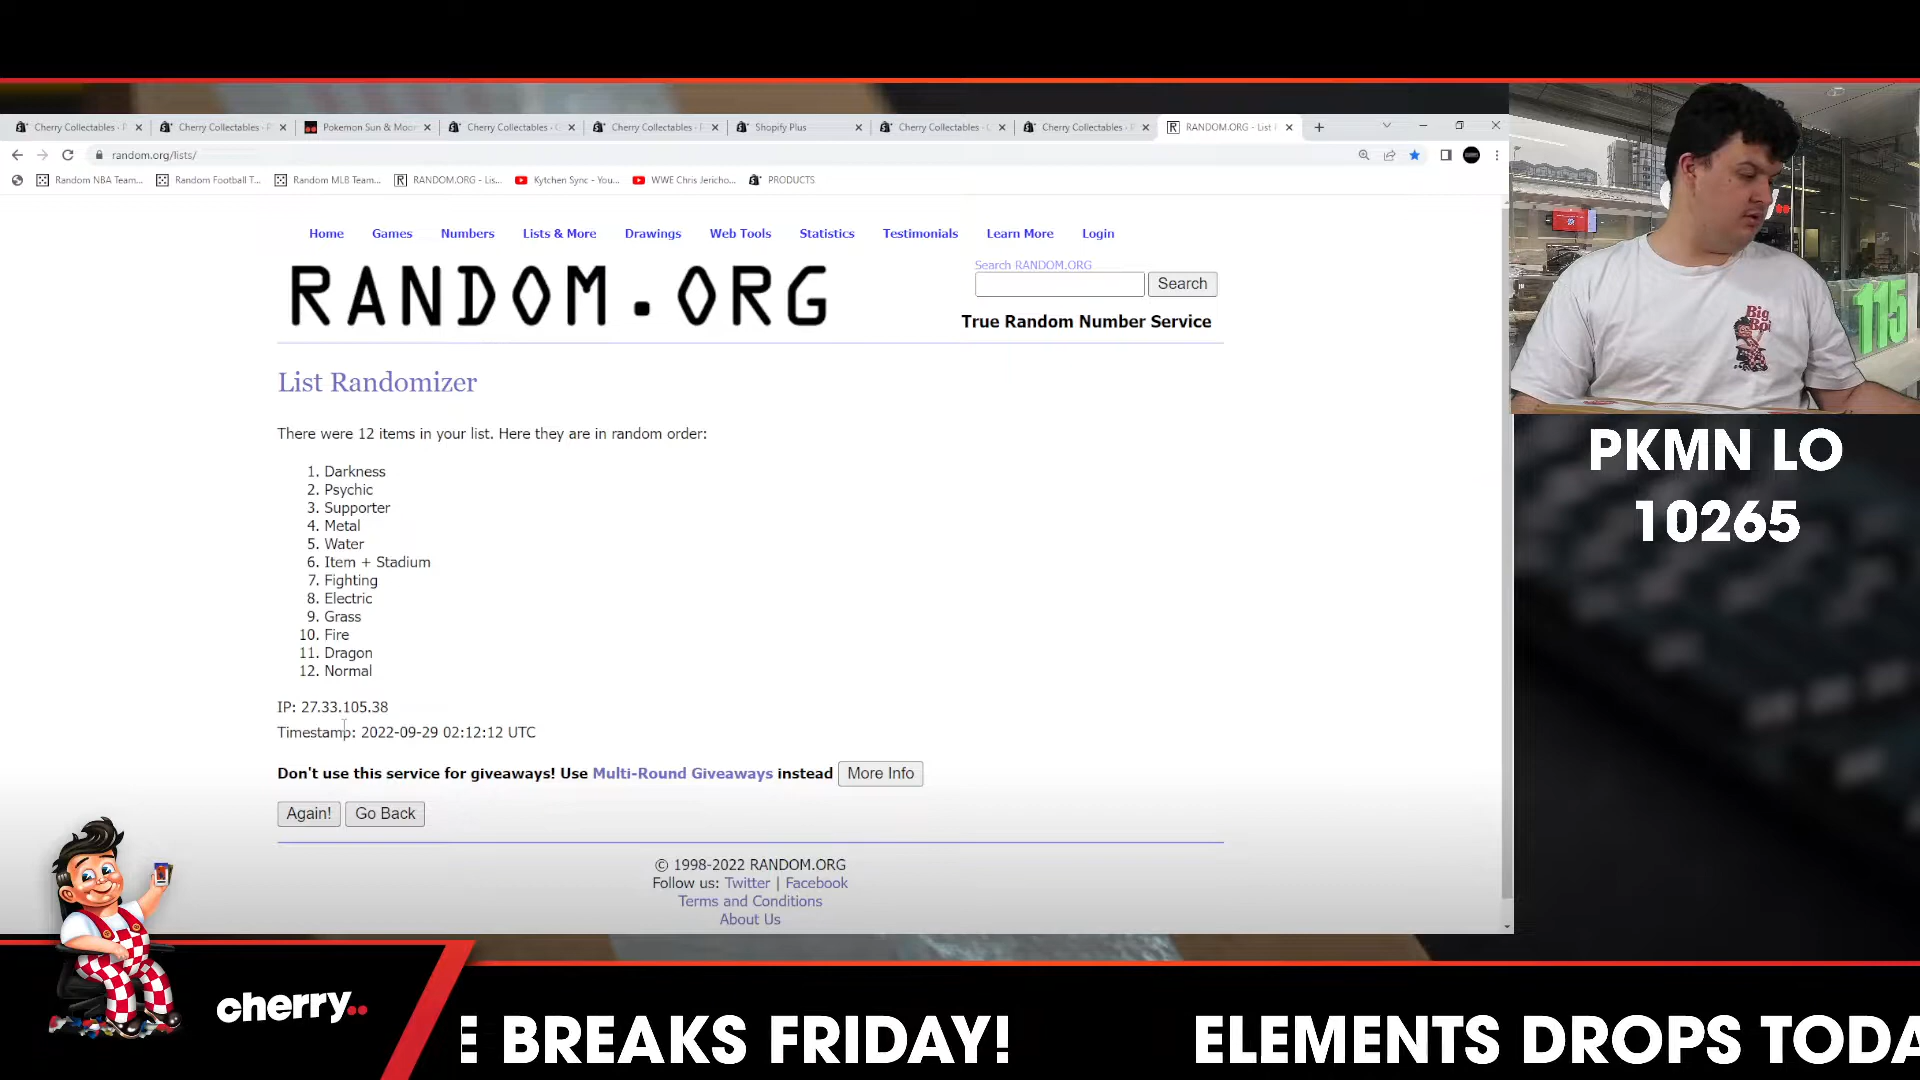 Cherry Collectables - 
Cherry Collectables - 
Pokemon Sun & Moo
Cherry Collectables - 
Cherry Collectables - 
Shopify Plus
Cherry Collectables - 
Cherry Collectables - 
RANDOM.ORG - List
random.org/lists/
Random NBA Team...
Random Football T...
Random MLB Team...
RANDOM.ORG - Lis...
Kytchen Sync - You...
WWE Chris Jericho...
PRODUCTS
Home Games Numbers Lists & More Drawings Web Tools Statistics Testimonials Learn More Login
Search RANDOM.ORG
RANDOM.ORG
Search
True Random Number Service
List Randomizer
There were 12 items in your list. Here they are in random order:
1. Darkness
2. Psychic
3. Supporter
4. Metal
5. Water
6. Item + Stadium
7. Fighting
8. Electric
9. Grass
10. Fire
11. Dragon
12. Normal
IP: 27.33.105.38
Timestamp: 2022-09-29 02:12:12 UTC
Don't use this service for giveaways! Use Multi-Round Giveaways instead More Info
Again! Go Back
© 1998-2022 RANDOM.ORG
Follow us: Twitter | Facebook
Terms and Conditions
About Us
Big
Boi
115
PKMN LO
10265
cherry..
E BREAKS FRIDAY!
ELEMENTS DROPS TODA